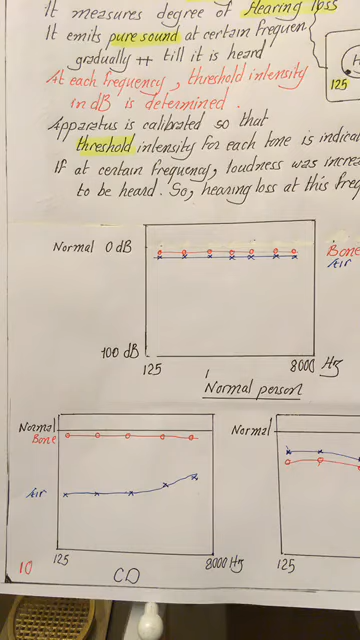 It measures degree of Hearing loss
It emits pure sound at certain frequen
gradually ++ till it is heard
At each frequency, threshold intensity
in dB is determined.
Apparatus is calibrated so that
threshold intensity for each tone is indica
If at certain frequency, loudness was increa
to be heard. So, hearing loss at this freq
H
125
Normal 0 dB
Bone
Air
100 dB
125
8000 Hz
Normal person
Normal
Bone
Air
125
8000 Hz
CD
Normal
125
10